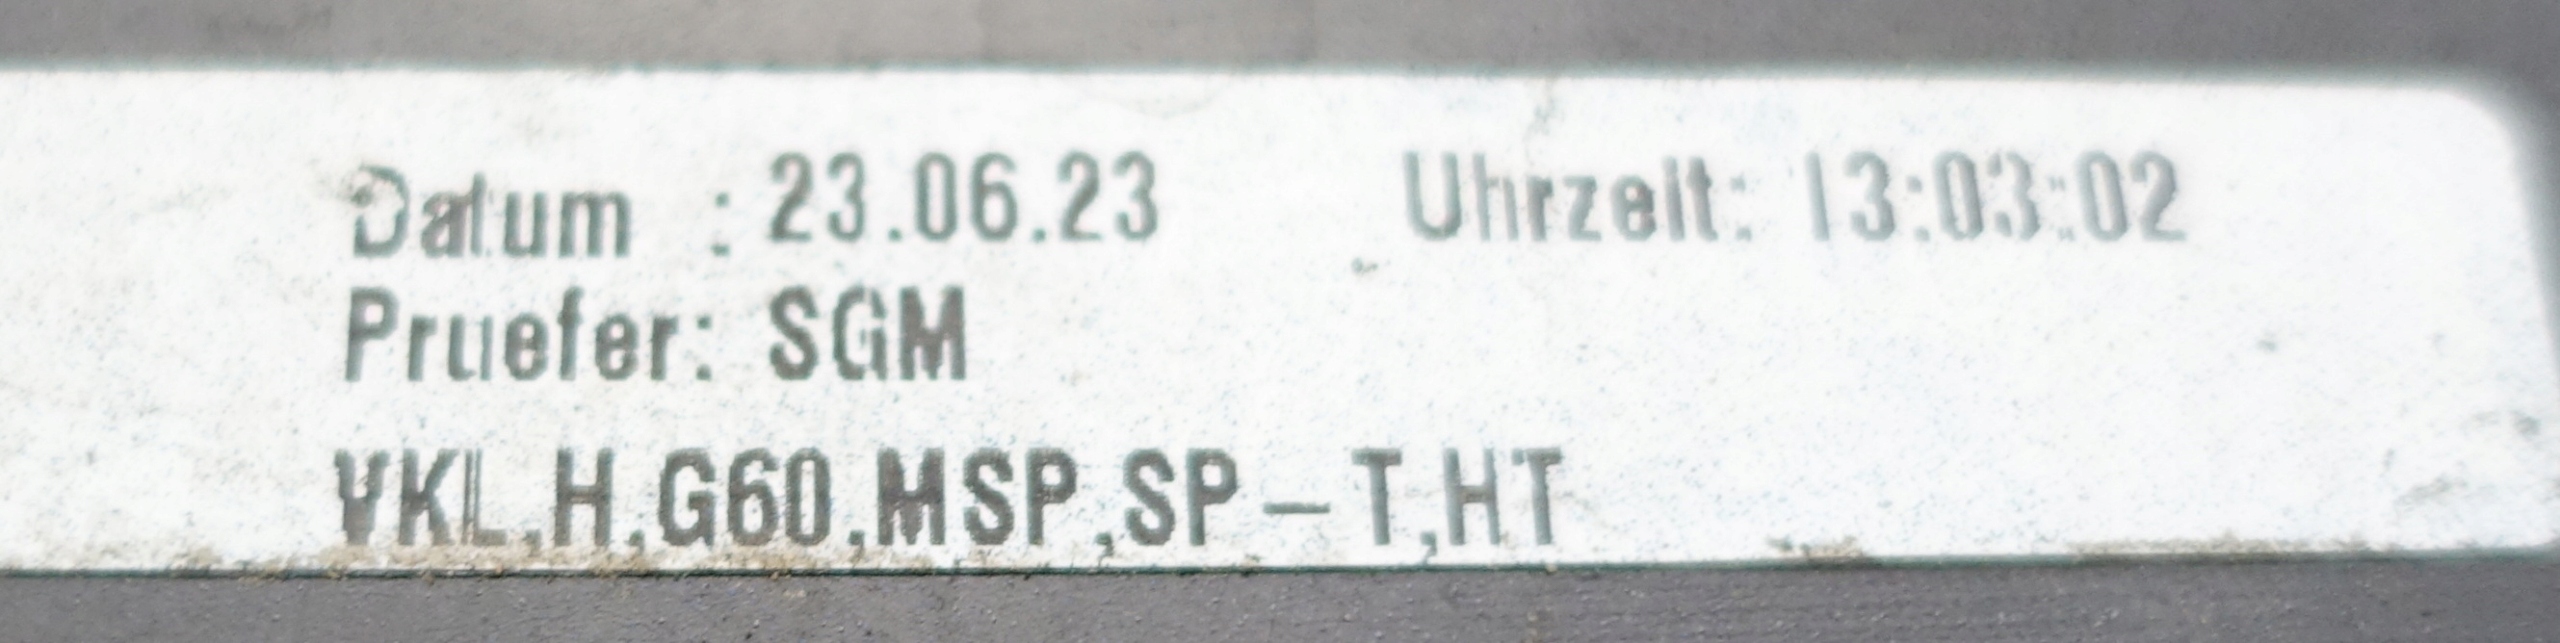 Datum : 23.06.23 Uhrzeit: 13:03:02
Pruefer: SGM
VKL,H,G60,MSP,SP-T,HT